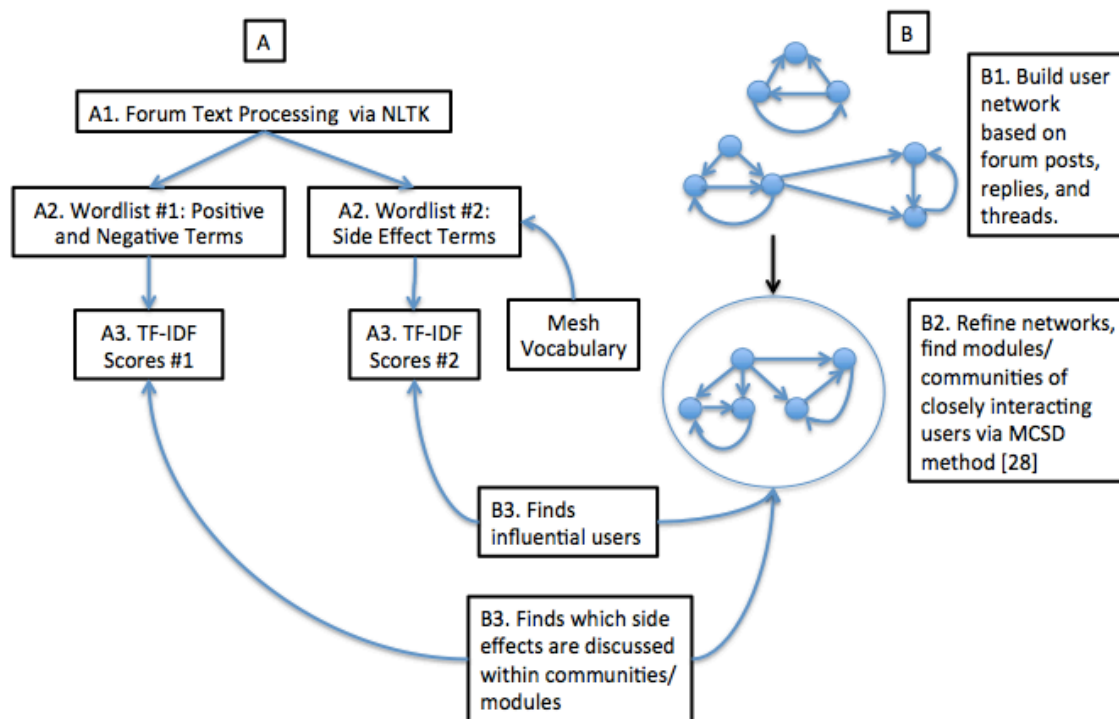 A
B
A1. Forum Text Processing via NLTK
B1. Build user
network
based on
forum posts,
replies, and
threads.
A2. Wordlist #1: Positive
and Negative Terms
A2. Wordlist #2:
Side Effect Terms
A3. TF-IDF
Scores #1
A3. TF-IDF
Scores #2
Mesh
Vocabulary
B2. Refine networks,
find modules/
communities of
closely interacting
users via MCSD
method [28]
B3. Finds
influential users
B3. Finds which side
effects are discussed
within communities/
modules